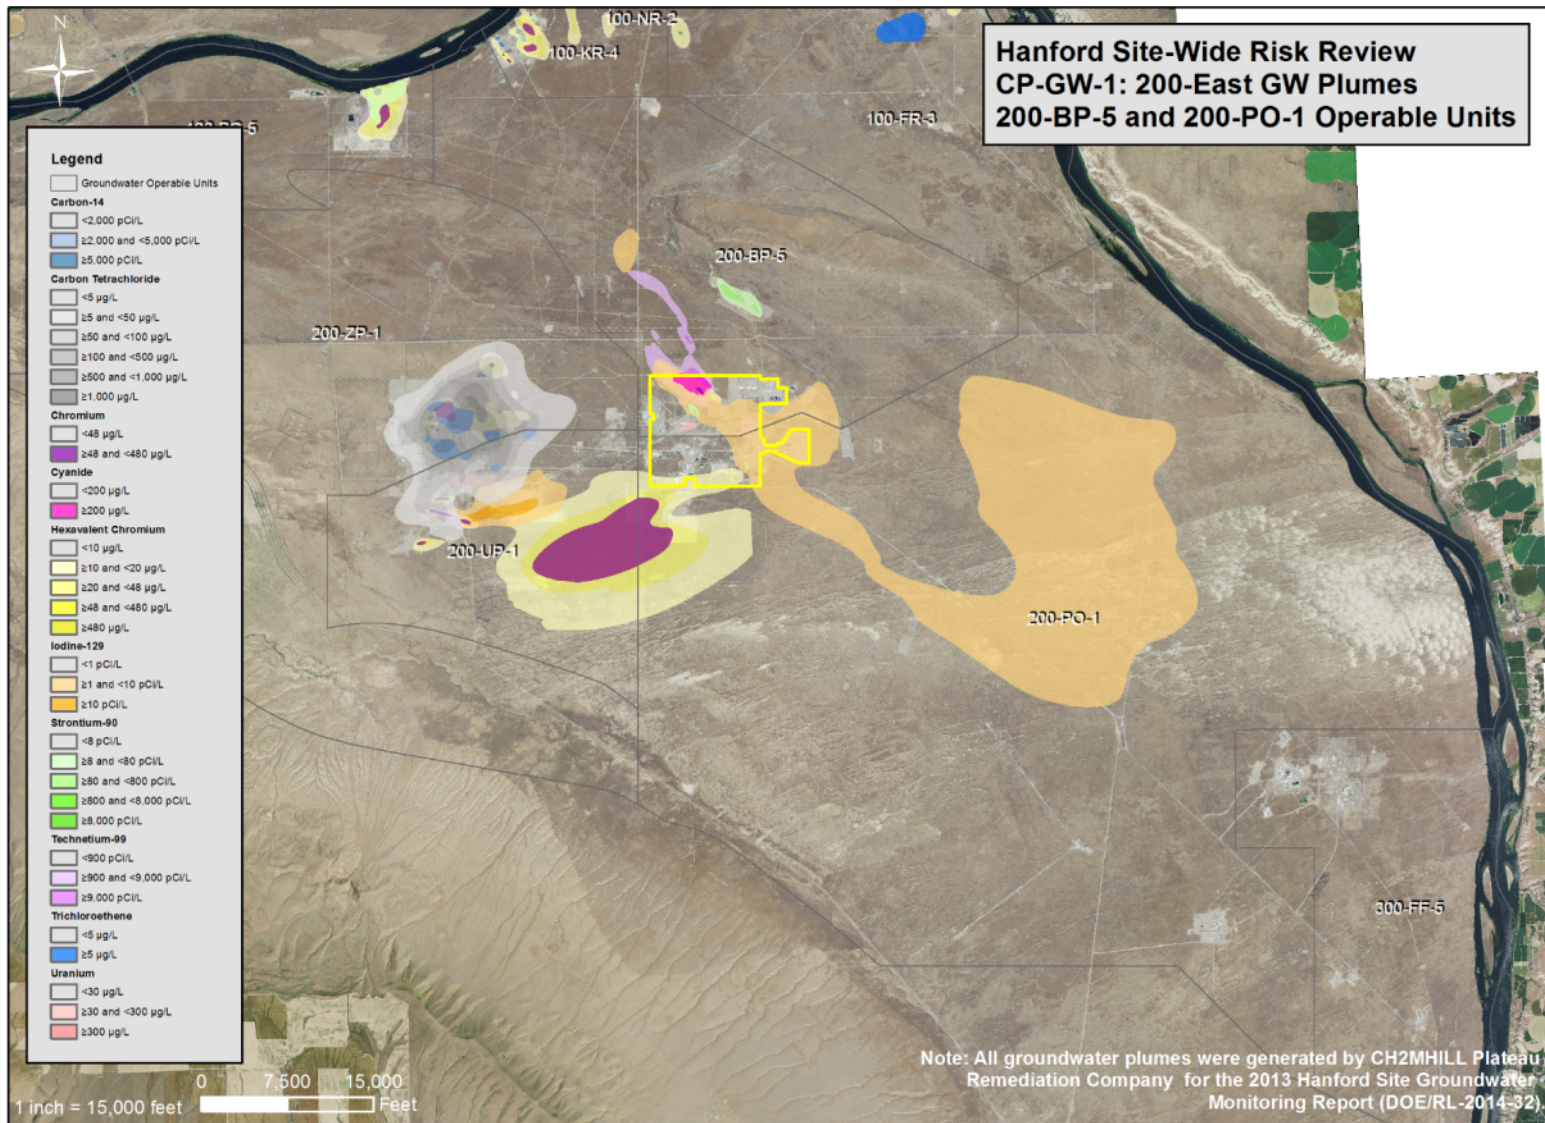 Hanford Site-Wide Risk Review
CP-GW-1: 200-East GW Plumes
200-BP-5 and 200-PO-1 Operable Units
N
100-NR-2
100-KR-4
100-FR-3
200-BP-5
200-ZP-1
200-UP-1
200-PO-1
300-FF-5
Legend
Groundwater Operable Units
Carbon-14
<2,000 pCi/L
≥2,000 and <5,000 pCi/L
≥5,000 pCi/L
Carbon Tetrachloride
<5 µg/L
≥5 and <50 µg/L
≥50 and <100 µg/L
≥100 and <500 µg/L
≥500 and <1,000 µg/L
≥1,000 µg/L
Chromium
<48 µg/L
≥48 and <480 µg/L
Cyanide
<200 µg/L
≥200 µg/L
Hexavalent Chromium
<10 µg/L
≥10 and <20 µg/L
≥20 and <48 µg/L
≥48 and <480 µg/L
≥480 µg/L
Iodine-129
<1 pCi/L
≥1 and <10 pCi/L
≥10 pCi/L
Strontium-90
<8 pCi/L
≥8 and <80 pCi/L
≥80 and <800 pCi/L
≥800 and <8,000 pCi/L
≥8,000 pCi/L
Technetium-99
<900 pCi/L
≥900 and <9,000 pCi/L
≥9,000 pCi/L
Trichloroethene
<5 µg/L
≥5 µg/L
Uranium
<30 µg/L
≥30 and <300 µg/L
≥300 µg/L
0 7,500 15,000
Feet
1 inch = 15,000 feet
Note: All groundwater plumes were generated by CH2MHILL Plateau
Remediation Company for the 2013 Hanford Site Groundwater
Monitoring Report (DOE/RL-2014-32).